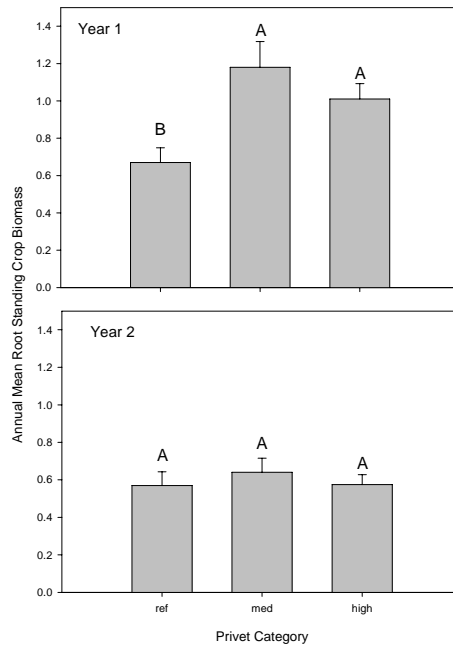 Annual Mean Root Standing Crop Biomass
Year 1
1.4
1.2
1.0
0.8
0.6
0.4
0.2
0.0
B
A
A
Year 2
1.4
1.2
1.0
0.8
0.6
0.4
0.2
0.0
A
A
A
ref med high
Privet Category